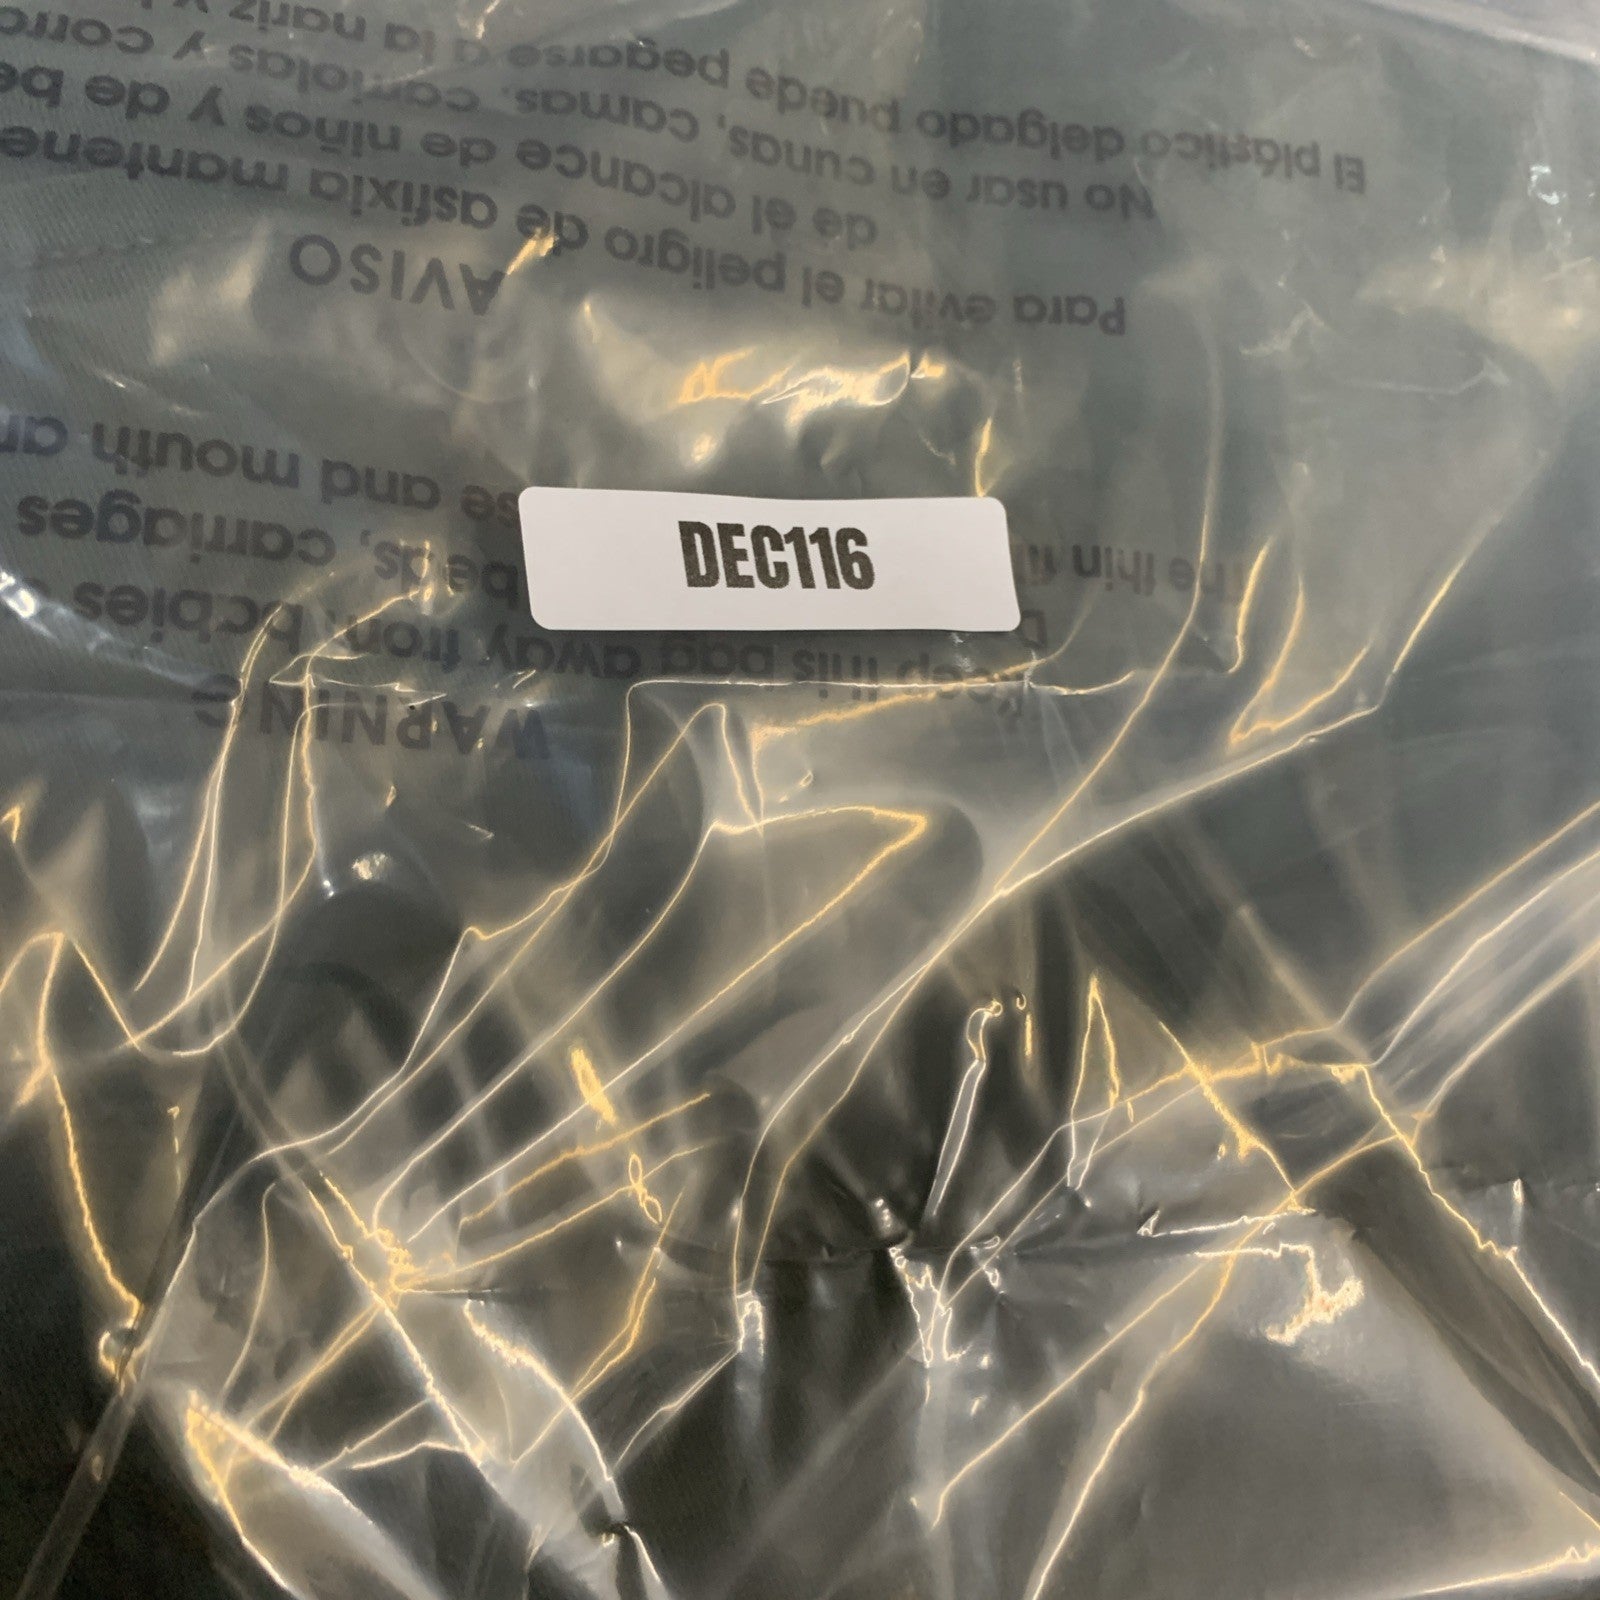 DEC116
WARNING
Keep this bag away from babies
beds, carriages
The thin
se and mouth
AVISO
Para evitar el peligro de asfixia mantene
de el alcance de niños y de be
No usar en cunas, camas, carriolas y corra
El plástico delgado puede pegarse a la nariz y